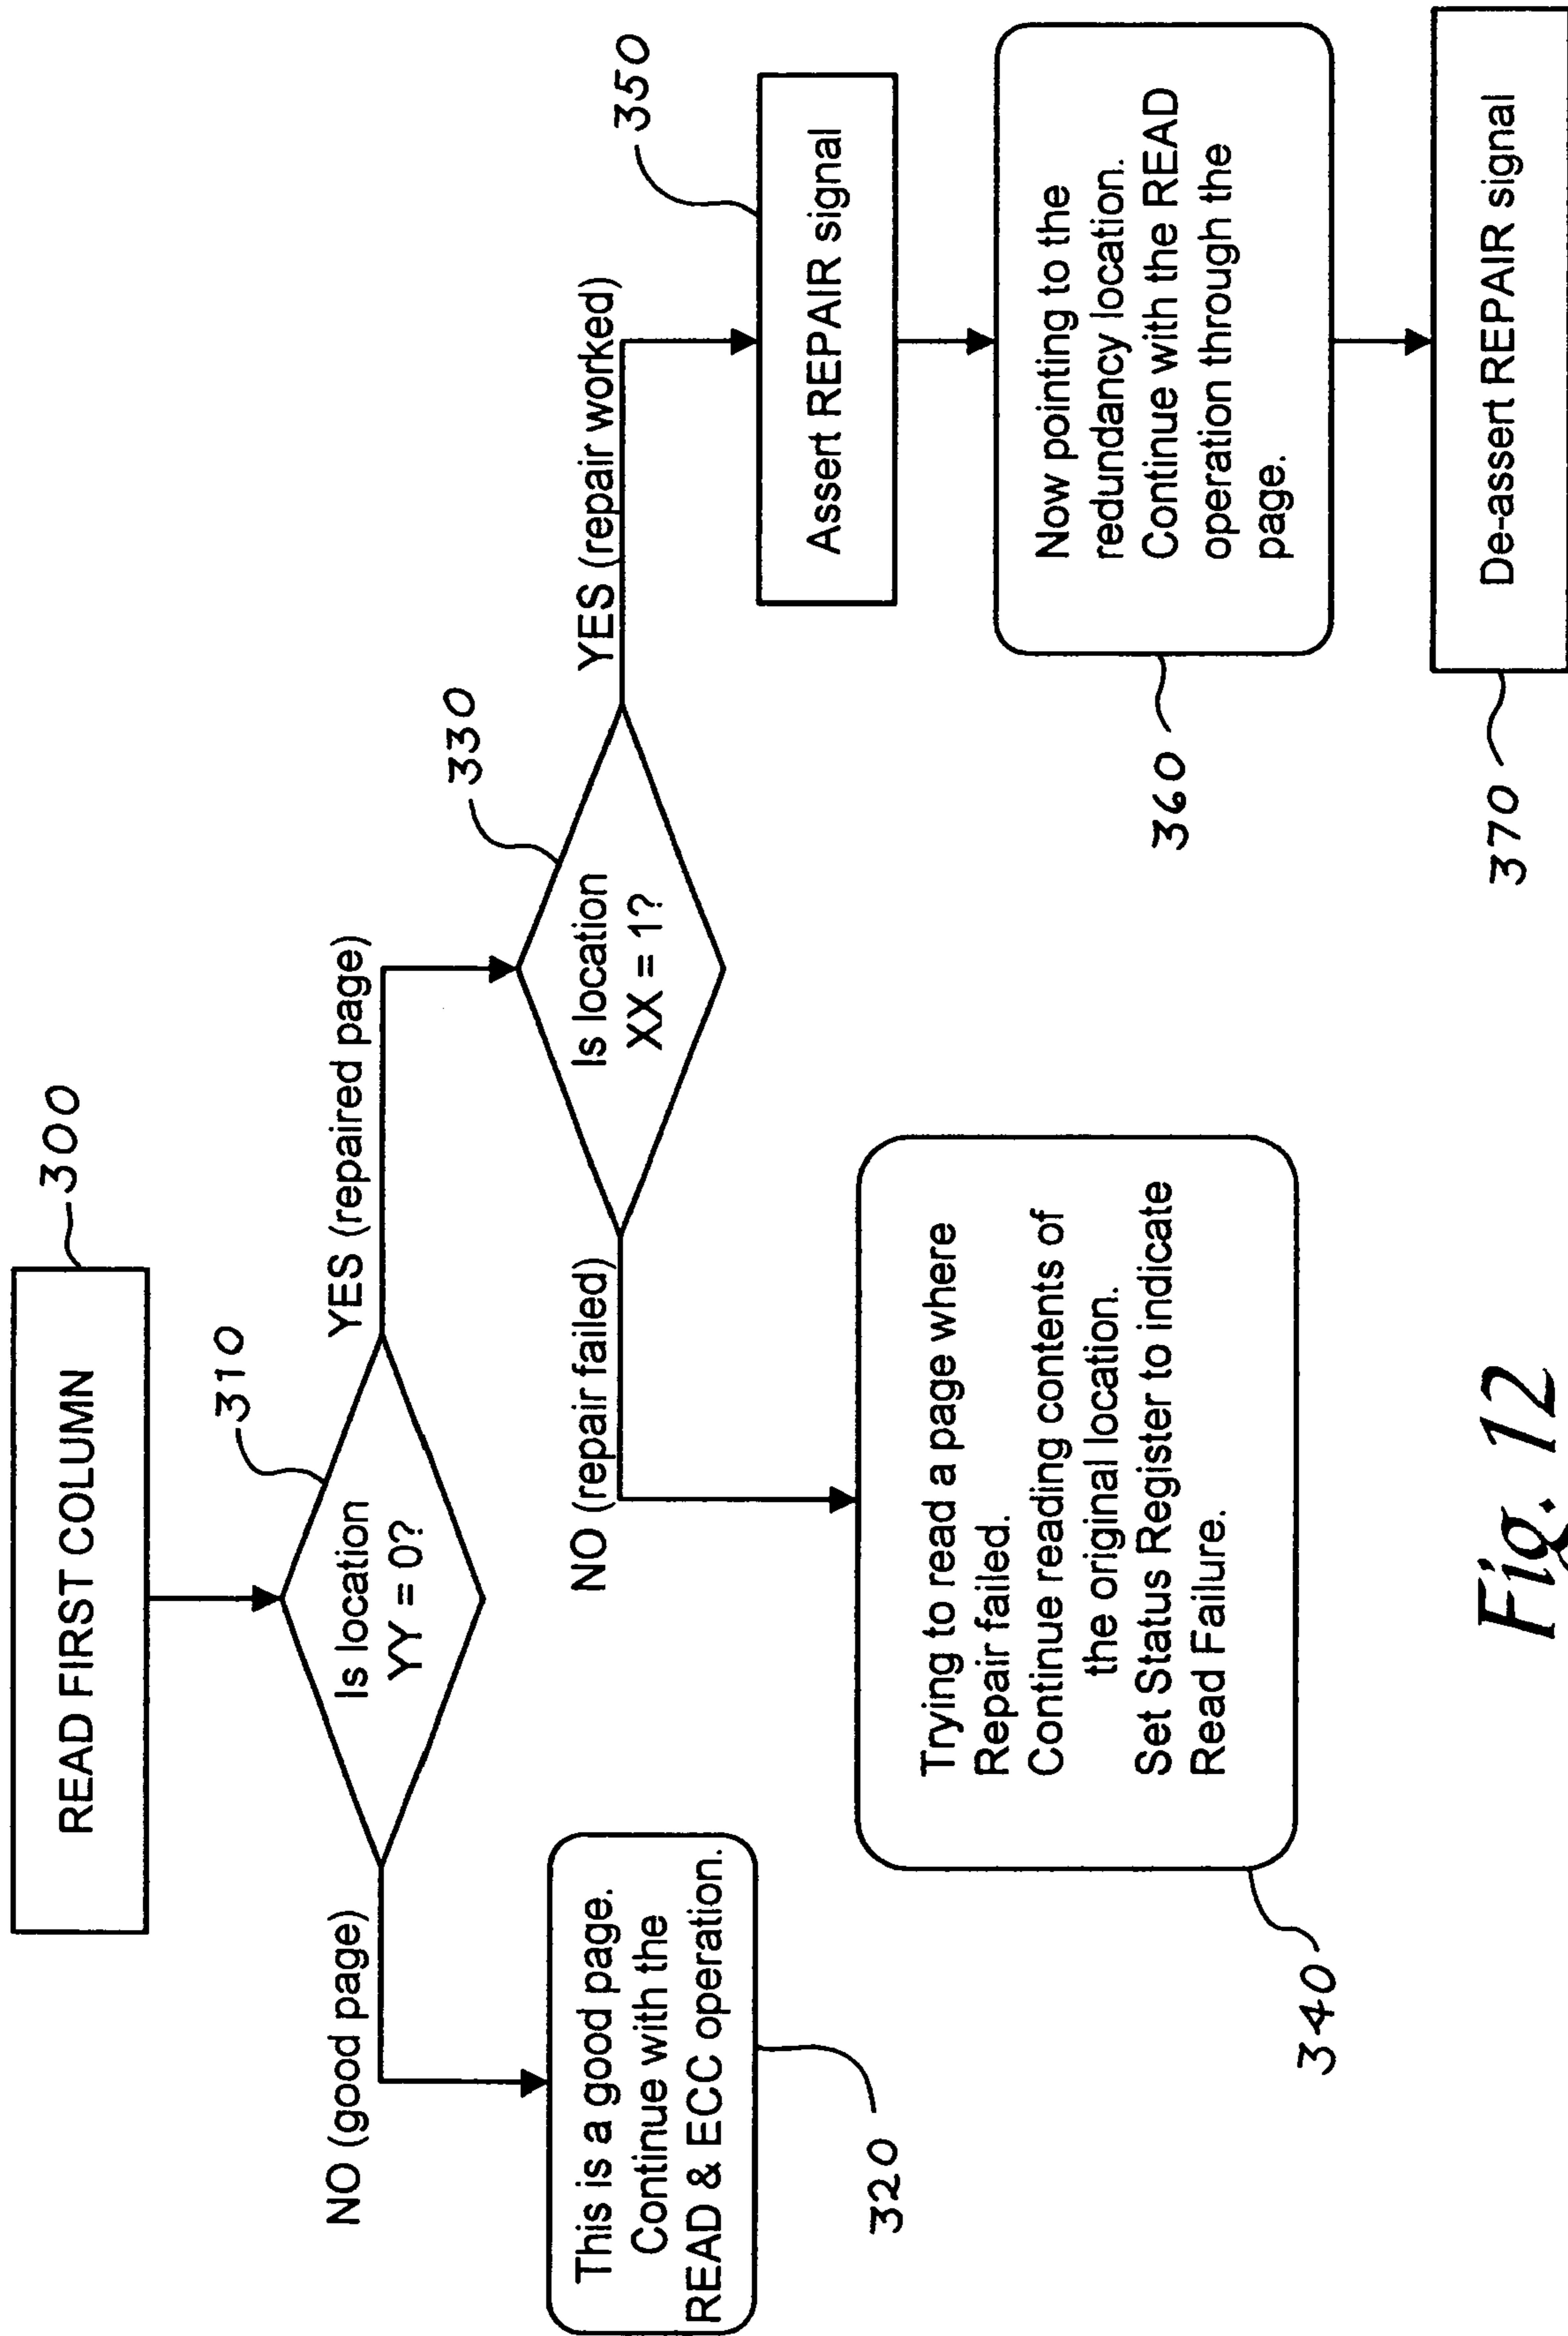 READ FIRST COLUMN
300
Is location
YY = 0?
310
NO (good page)
YES (repaired page)
This is a good page.
Continue with the
READ & ECC operation.
320
Is location
XX = 1?
330
NO (repair failed)
YES (repair worked)
Trying to read a page where
Repair failed.
Continue reading contents of
the original location.
Set Status Register to indicate
Read Failure.
340
Assert REPAIR signal
350
Now pointing to the
redundancy location.
Continue with the READ
operation through the
page.
360
De-assert REPAIR signal
370
Fig. 12